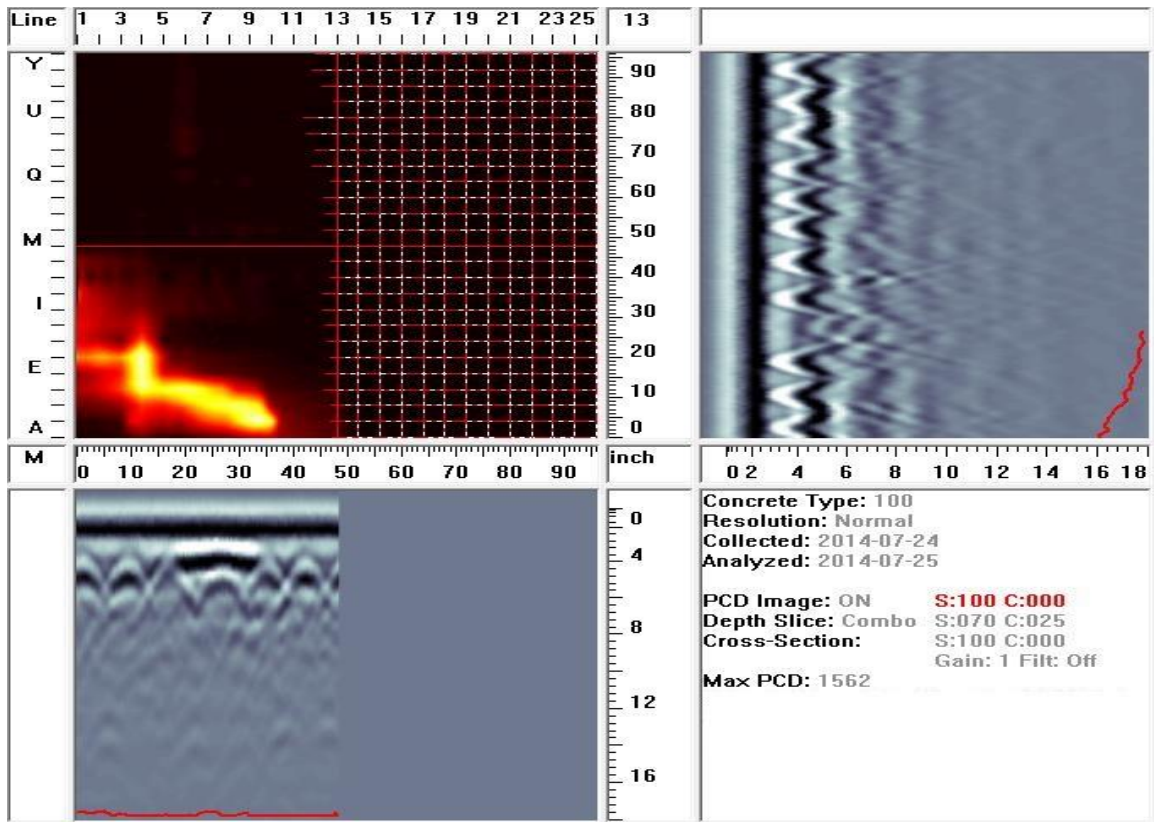 Line 1 3 5 7 9 11 13 15 17 19 21 23 25 13
Y
U
Q
M
I
E
A
90
80
70
60
50
40
30
20
10
0
M 0 10 20 30 40 50 60 70 80 90 inch 0 2 4 6 8 10 12 14 16 18
0
4
8
12
16
Concrete Type: 100
Resolution: Normal
Collected: 2014-07-24
Analyzed: 2014-07-25
PCD Image: ON S:100 C:000
Depth Slice: Combo S:070 C:025
Cross-Section: S:100 C:000
Gain: 1 Filt: Off
Max PCD: 1562